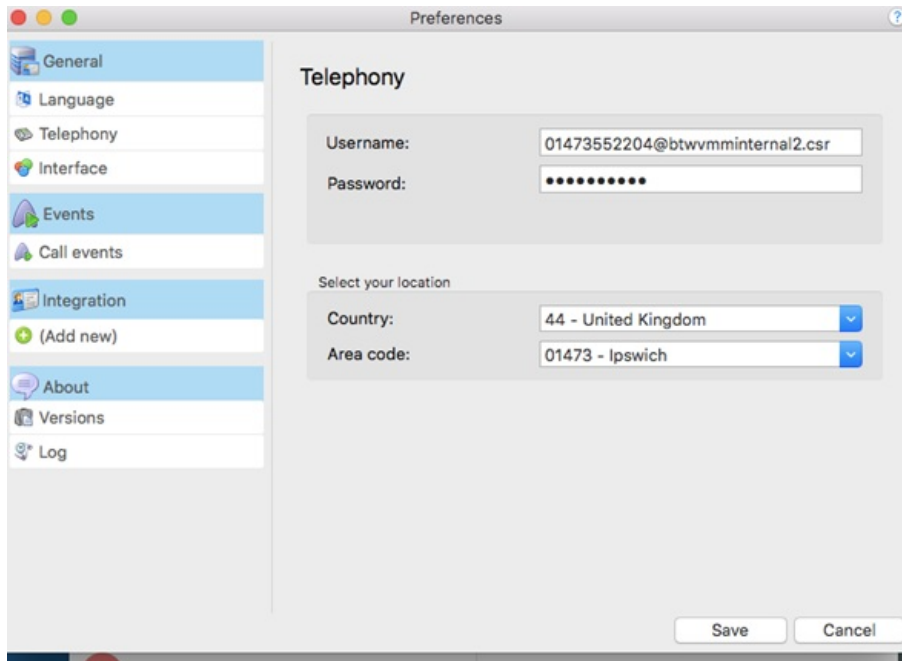 Preferences
?
General
Language
Telephony
Interface
Events
Call events
Integration
(Add new)
About
Versions
Log
Telephony
Username: 01473552204@btwvmminternal2.csr
Password: ••••••••••
Select your location
Country: 44 - United Kingdom
Area code: 01473 - Ipswich
Save Cancel